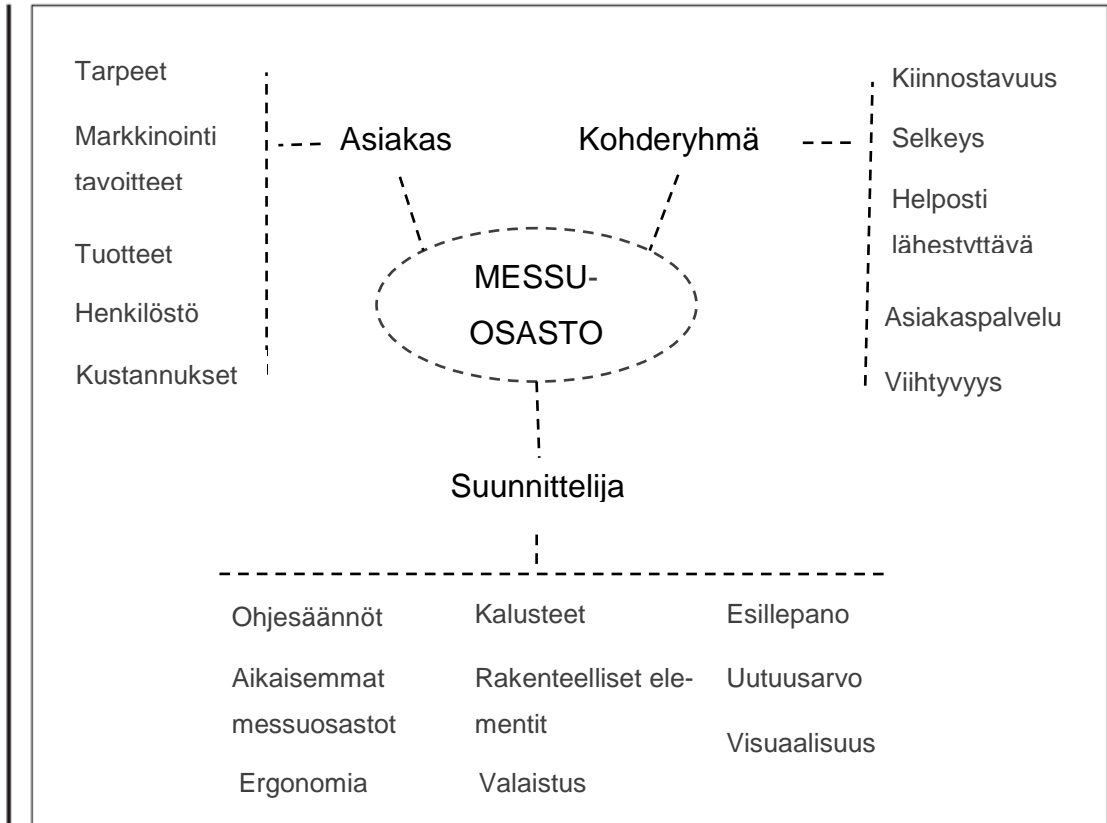 Tarpeet
Markkinointi
tavoitteet
Tuotteet
Henkilöstö
Kustannukset
Asiakas
Kohderyhmä
Kiinnostavuus
Selkeys
Helposti
lähestyttävä
Asiakaspalvelu
Viihtyvyys
MESSU-
OSASTO
Suunnittelija
Ohjesäännöt
Aikaisemmat
messuosastot
Ergonomia
Kalusteet
Rakenteelliset ele-
mentit
Valaistus
Esillepano
Uutuusarvo
Visuaalisuus